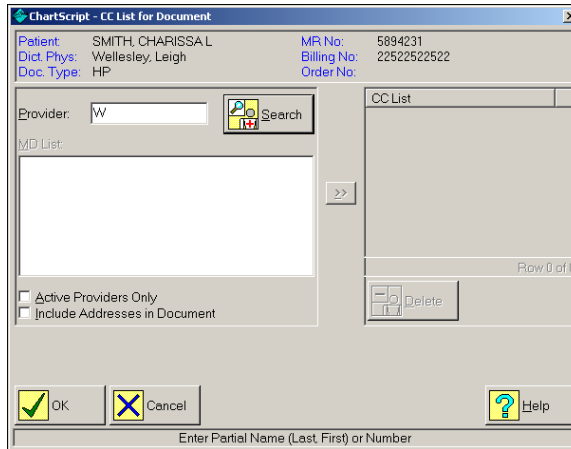 ChartScript - CC List for Document
Patient: SMITH, CHARISSA L MR No: 5894231
Dict. Phys: Wellesley, Leigh Billing No: 22522522522
Doc. Type: HP Order No:
CC List
Provider: W Search
MD List:
>>
Row 0 of
Active Providers Only
Include Addresses in Document
Delete
OK Cancel Help
Enter Partial Name (Last, First) or Number